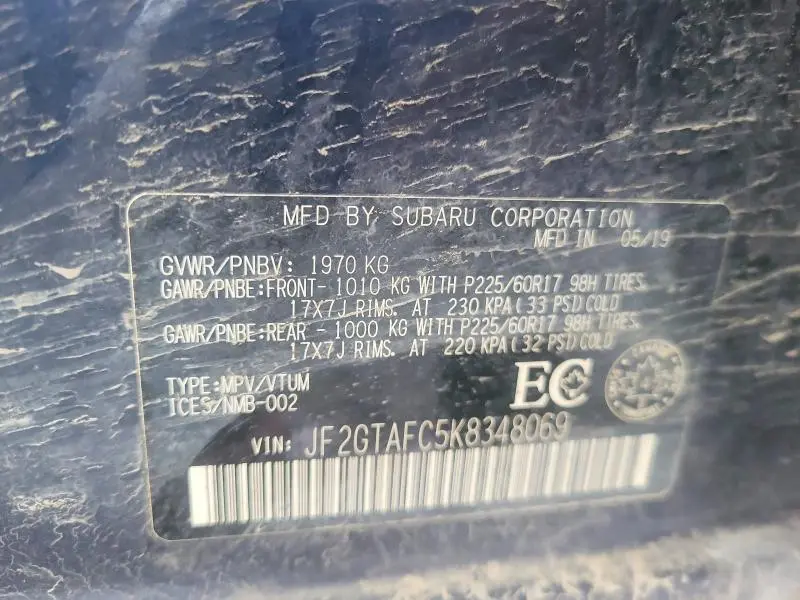 MFD BY SUBARU CORPORATION
MFD IN 05/19
GVWR/PNBV: 1970 KG
GAWR/PNBE:FRONT- 1010 KG WITH P225/60R17 98H TIRES.
17X7J RIMS. AT 230 KPA(33 PSI)COLD
GAWR/PNBE:REAR - 1000 KG WITH P225/60R17 98H TIRES.
17X7J RIMS. AT 220 KPA(32 PSI)COLD
TYPE:MPV/VTUM
ICES/NMB-002
EC
VIN: JF2GTAFC5K8348069